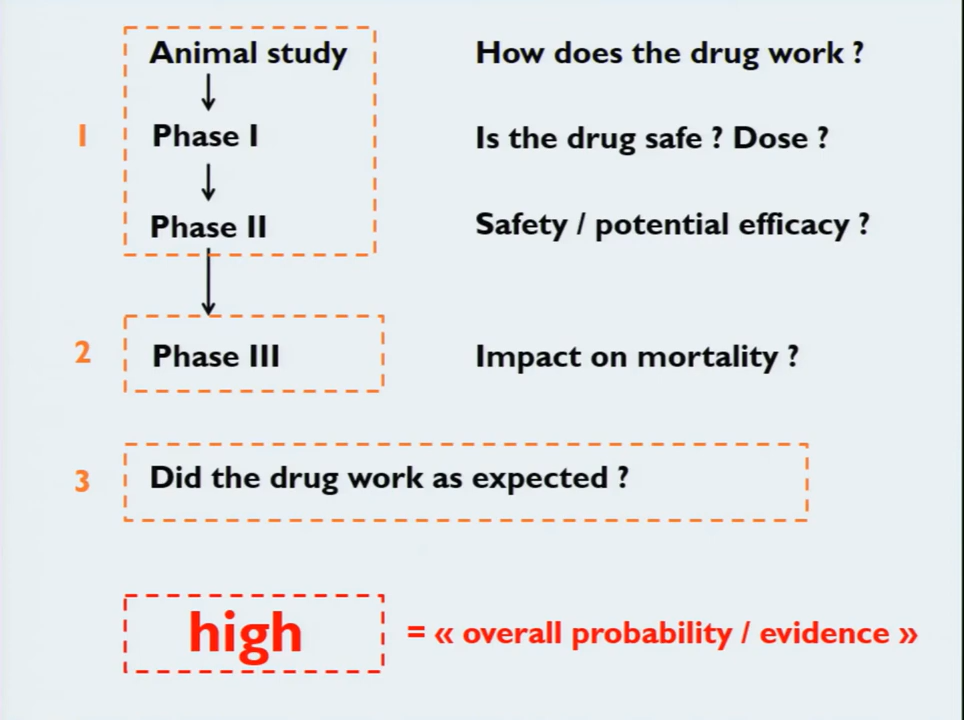 Animal study How does the drug work ?
1 Phase I Is the drug safe ? Dose ?
Phase II Safety / potential efficacy ?
2 Phase III Impact on mortality ?
3 Did the drug work as expected ?
high = « overall probability / evidence »